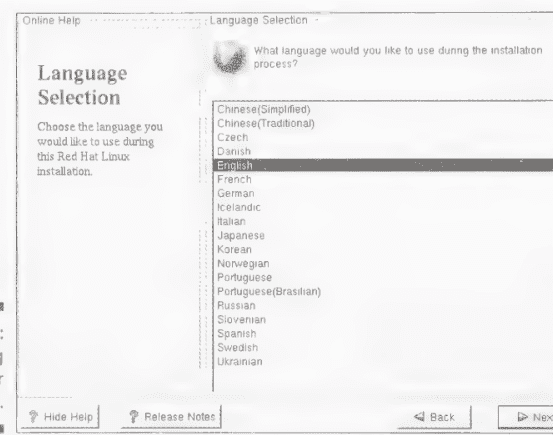 Online Help
Language
Selection
Choose the language you
would like to use during
this Red Hat Linux
installation.
Language Selection
What language would you like to use during the installation
process?
Chinese(Simplified)
Chinese(Traditional)
Czech
Danish
English
French
German
Icelandic
Italian
Japanese
Korean
Norwegian
Portuguese
Portuguese(Brasilian)
Russian
Slovenian
Spanish
Swedish
Ukrainian
Hide Help
Release Notes
Back
Nex